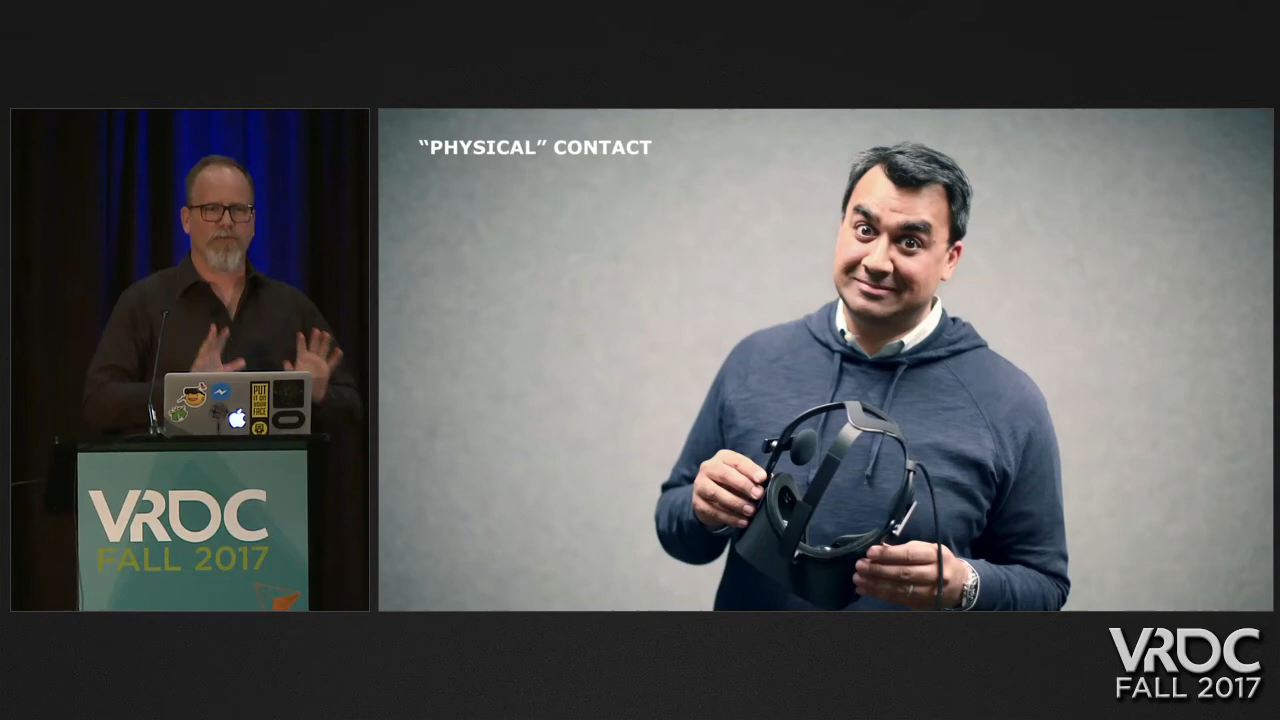 “PHYSICAL” CONTACT
PUT
IT ON
YOUR
FACE
VRDC
FALL 2017
VRDC
FALL 2017